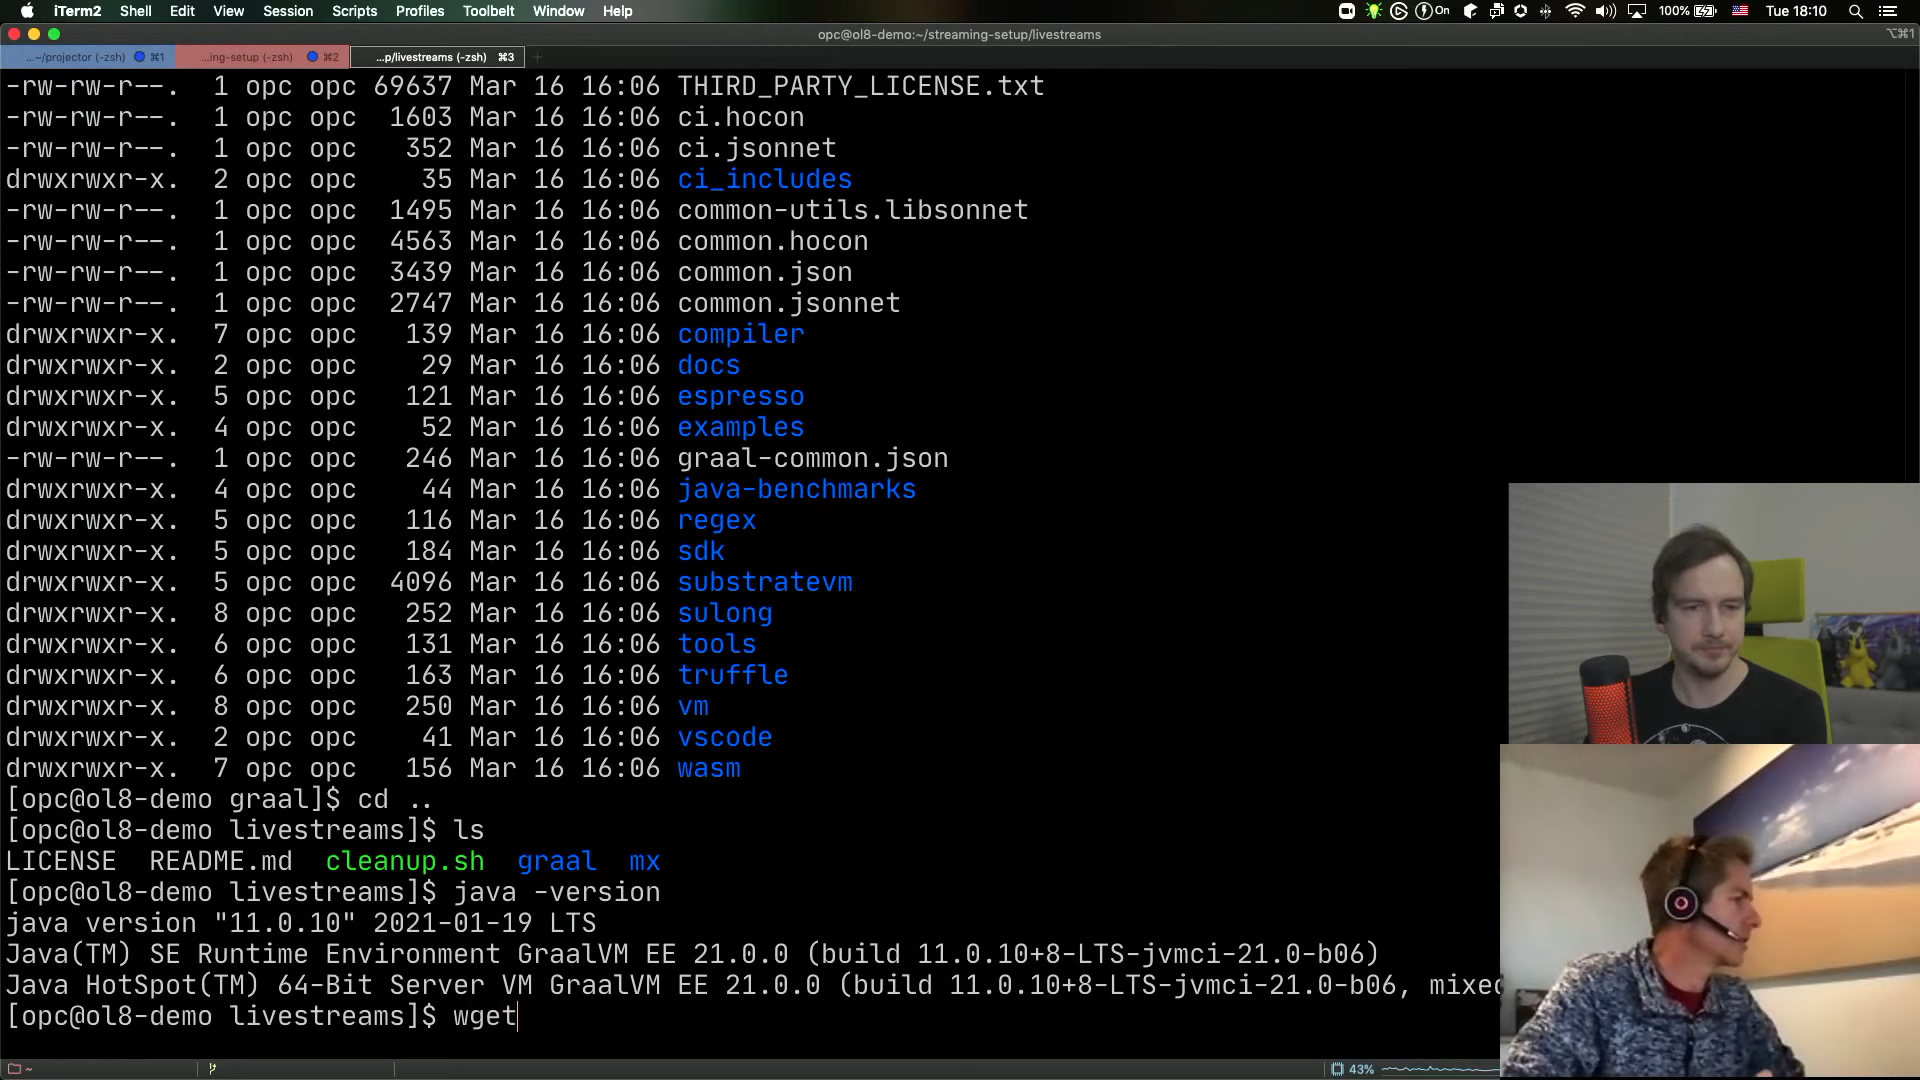 iTerm2 Shell Edit View Session Scripts Profiles Toolbelt Window Help On 100% Tue 18:10
opc@ol8-demo:~/streaming-setup/livestreams ⌥⌘1
...~/projector (-zsh) ⌘1 ...ing-setup (-zsh) ⌘2 ...p/livestreams (-zsh) ⌘3 +
-rw-rw-r--. 1 opc opc 69637 Mar 16 16:06 THIRD_PARTY_LICENSE.txt
-rw-rw-r--. 1 opc opc 1603 Mar 16 16:06 ci.hocon
-rw-rw-r--. 1 opc opc 352 Mar 16 16:06 ci.jsonnet
drwxrwxr-x. 2 opc opc 35 Mar 16 16:06 ci_includes
-rw-rw-r--. 1 opc opc 1495 Mar 16 16:06 common-utils.libsonnet
-rw-rw-r--. 1 opc opc 4563 Mar 16 16:06 common.hocon
-rw-rw-r--. 1 opc opc 3439 Mar 16 16:06 common.json
-rw-rw-r--. 1 opc opc 2747 Mar 16 16:06 common.jsonnet
drwxrwxr-x. 7 opc opc 139 Mar 16 16:06 compiler
drwxrwxr-x. 2 opc opc 29 Mar 16 16:06 docs
drwxrwxr-x. 5 opc opc 121 Mar 16 16:06 espresso
drwxrwxr-x. 4 opc opc 52 Mar 16 16:06 examples
-rw-rw-r--. 1 opc opc 246 Mar 16 16:06 graal-common.json
drwxrwxr-x. 4 opc opc 44 Mar 16 16:06 java-benchmarks
drwxrwxr-x. 5 opc opc 116 Mar 16 16:06 regex
drwxrwxr-x. 5 opc opc 184 Mar 16 16:06 sdk
drwxrwxr-x. 5 opc opc 4096 Mar 16 16:06 substratevm
drwxrwxr-x. 8 opc opc 252 Mar 16 16:06 sulong
drwxrwxr-x. 6 opc opc 131 Mar 16 16:06 tools
drwxrwxr-x. 6 opc opc 163 Mar 16 16:06 truffle
drwxrwxr-x. 8 opc opc 250 Mar 16 16:06 vm
drwxrwxr-x. 2 opc opc 41 Mar 16 16:06 vscode
drwxrwxr-x. 7 opc opc 156 Mar 16 16:06 wasm
[opc@ol8-demo graal]$ cd ..
[opc@ol8-demo livestreams]$ ls
LICENSE README.md cleanup.sh graal mx
[opc@ol8-demo livestreams]$ java -version
java version "11.0.10" 2021-01-19 LTS
Java(TM) SE Runtime Environment GraalVM EE 21.0.0 (build 11.0.10+8-LTS-jvmci-21.0-b06)
Java HotSpot(TM) 64-Bit Server VM GraalVM EE 21.0.0 (build 11.0.10+8-LTS-jvmci-21.0-b06, mixed
[opc@ol8-demo livestreams]$ wget
~ 43%